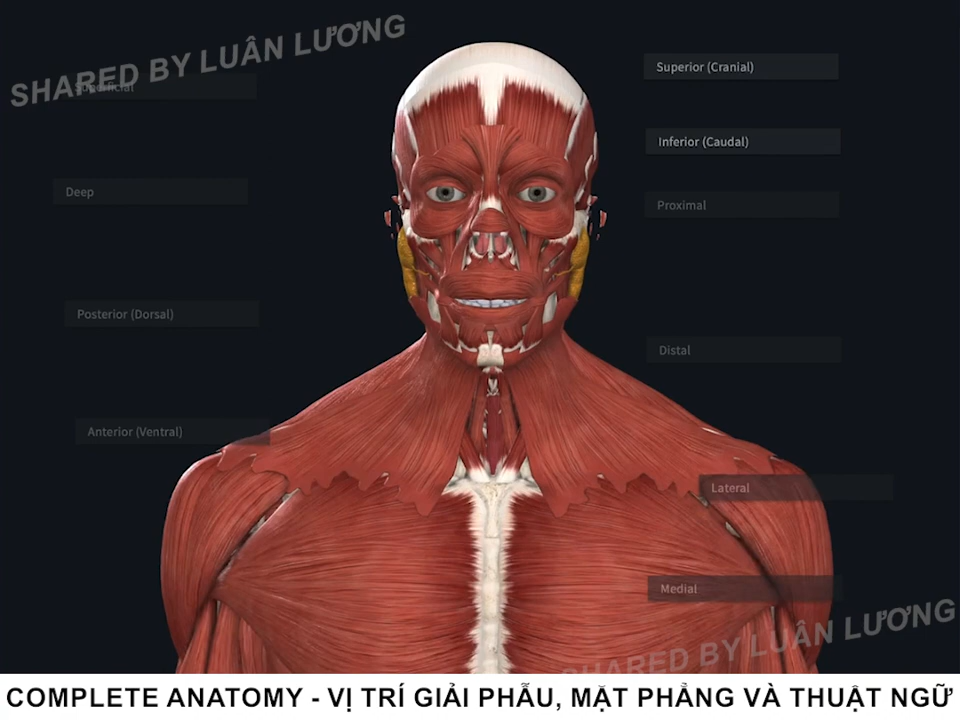 SHARED BY LUÂN LƯƠNG
Superficial
Deep
Posterior (Dorsal)
Anterior (Ventral)
Superior (Cranial)
Inferior (Caudal)
Proximal
Distal
Lateral
Medial
SHARED BY LUÂN LƯƠNG
COMPLETE ANATOMY - VỊ TRÍ GIẢI PHẪU, MẶT PHẲNG VÀ THUẬT NGỮ